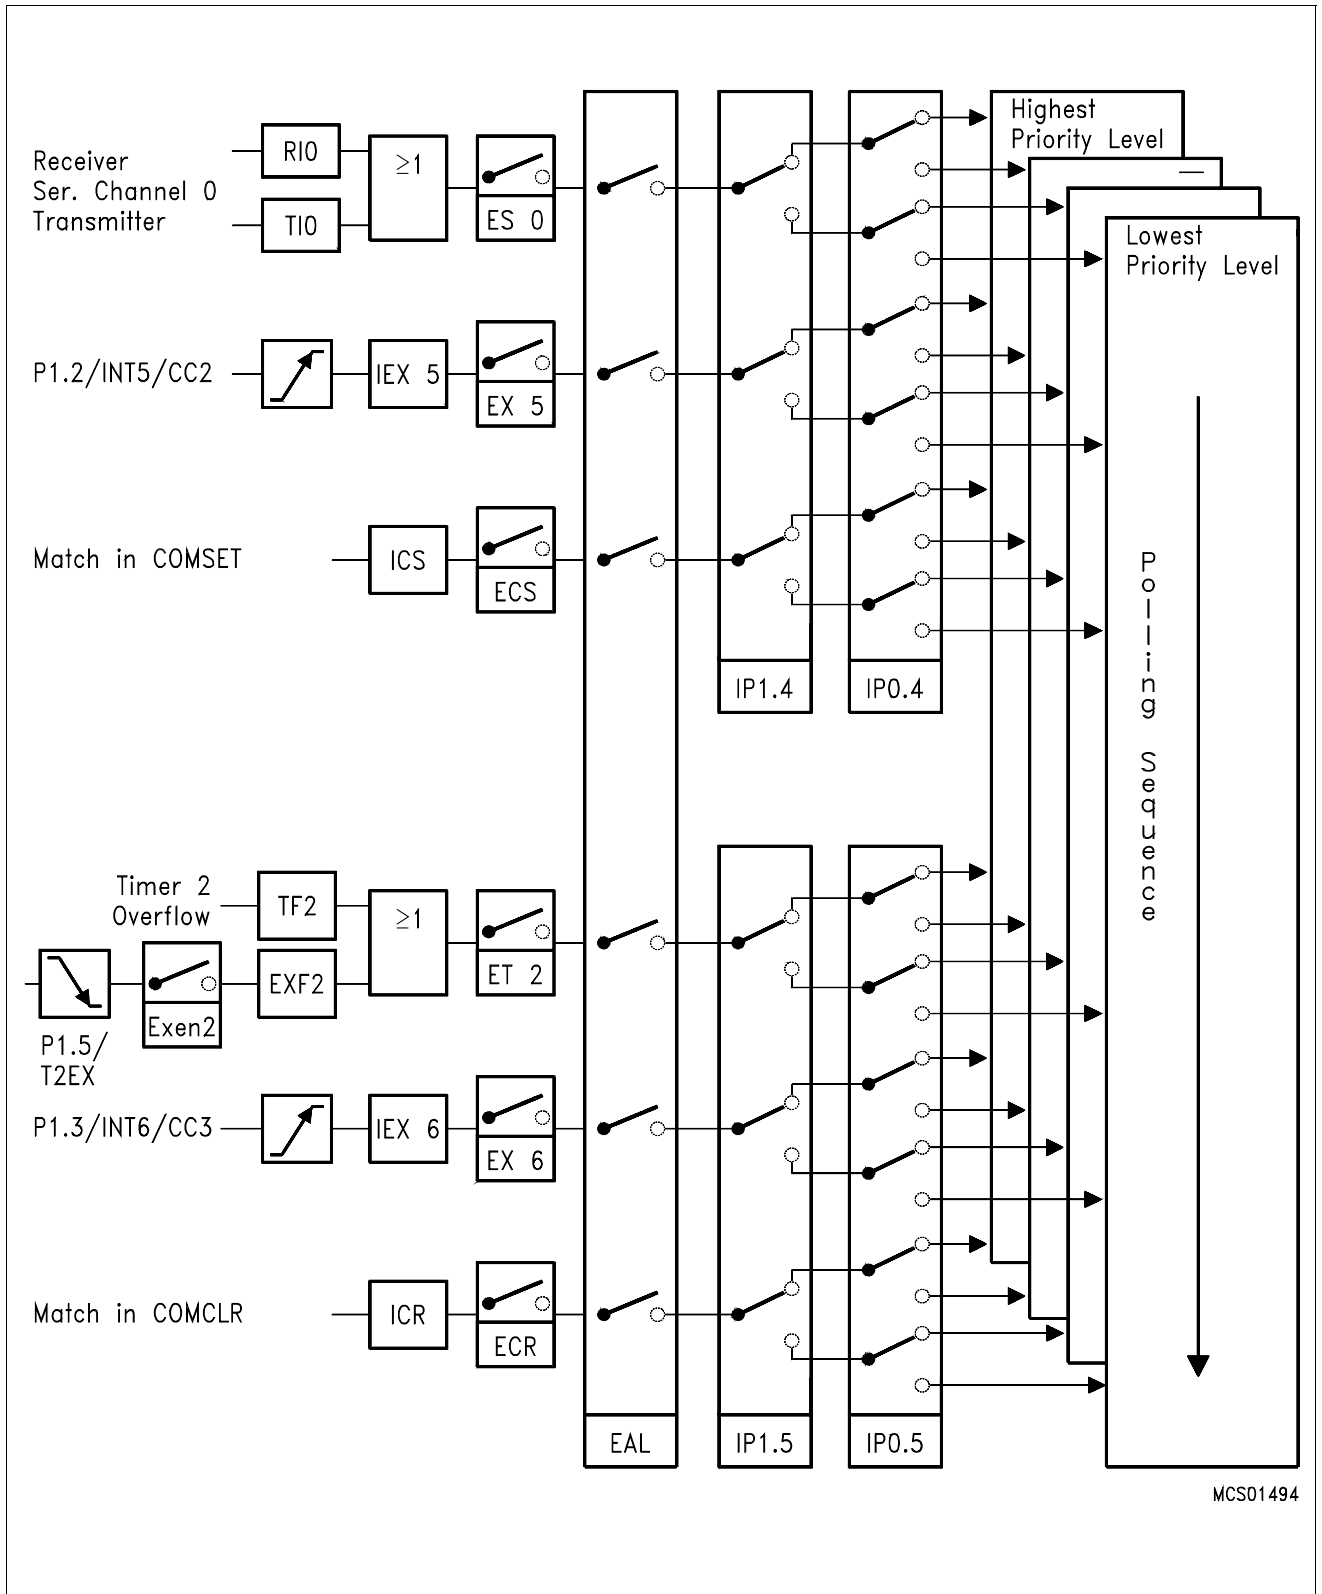 Highest
Priority Level
Receiver
Ser. Channel 0
Transmitter
RI0
TI0
≥1
ES 0
Lowest
Priority Level
P1.2/INT5/CC2
IEX 5
EX 5
Match in COMSET
ICS
ECS
IP1.4
IP0.4
Polling Sequence
Timer 2
Overflow
TF2
≥1
ET 2
EXF2
Exen2
P1.5/
T2EX
P1.3/INT6/CC3
IEX 6
EX 6
Match in COMCLR
ICR
ECR
EAL
IP1.5
IP0.5
MCS01494